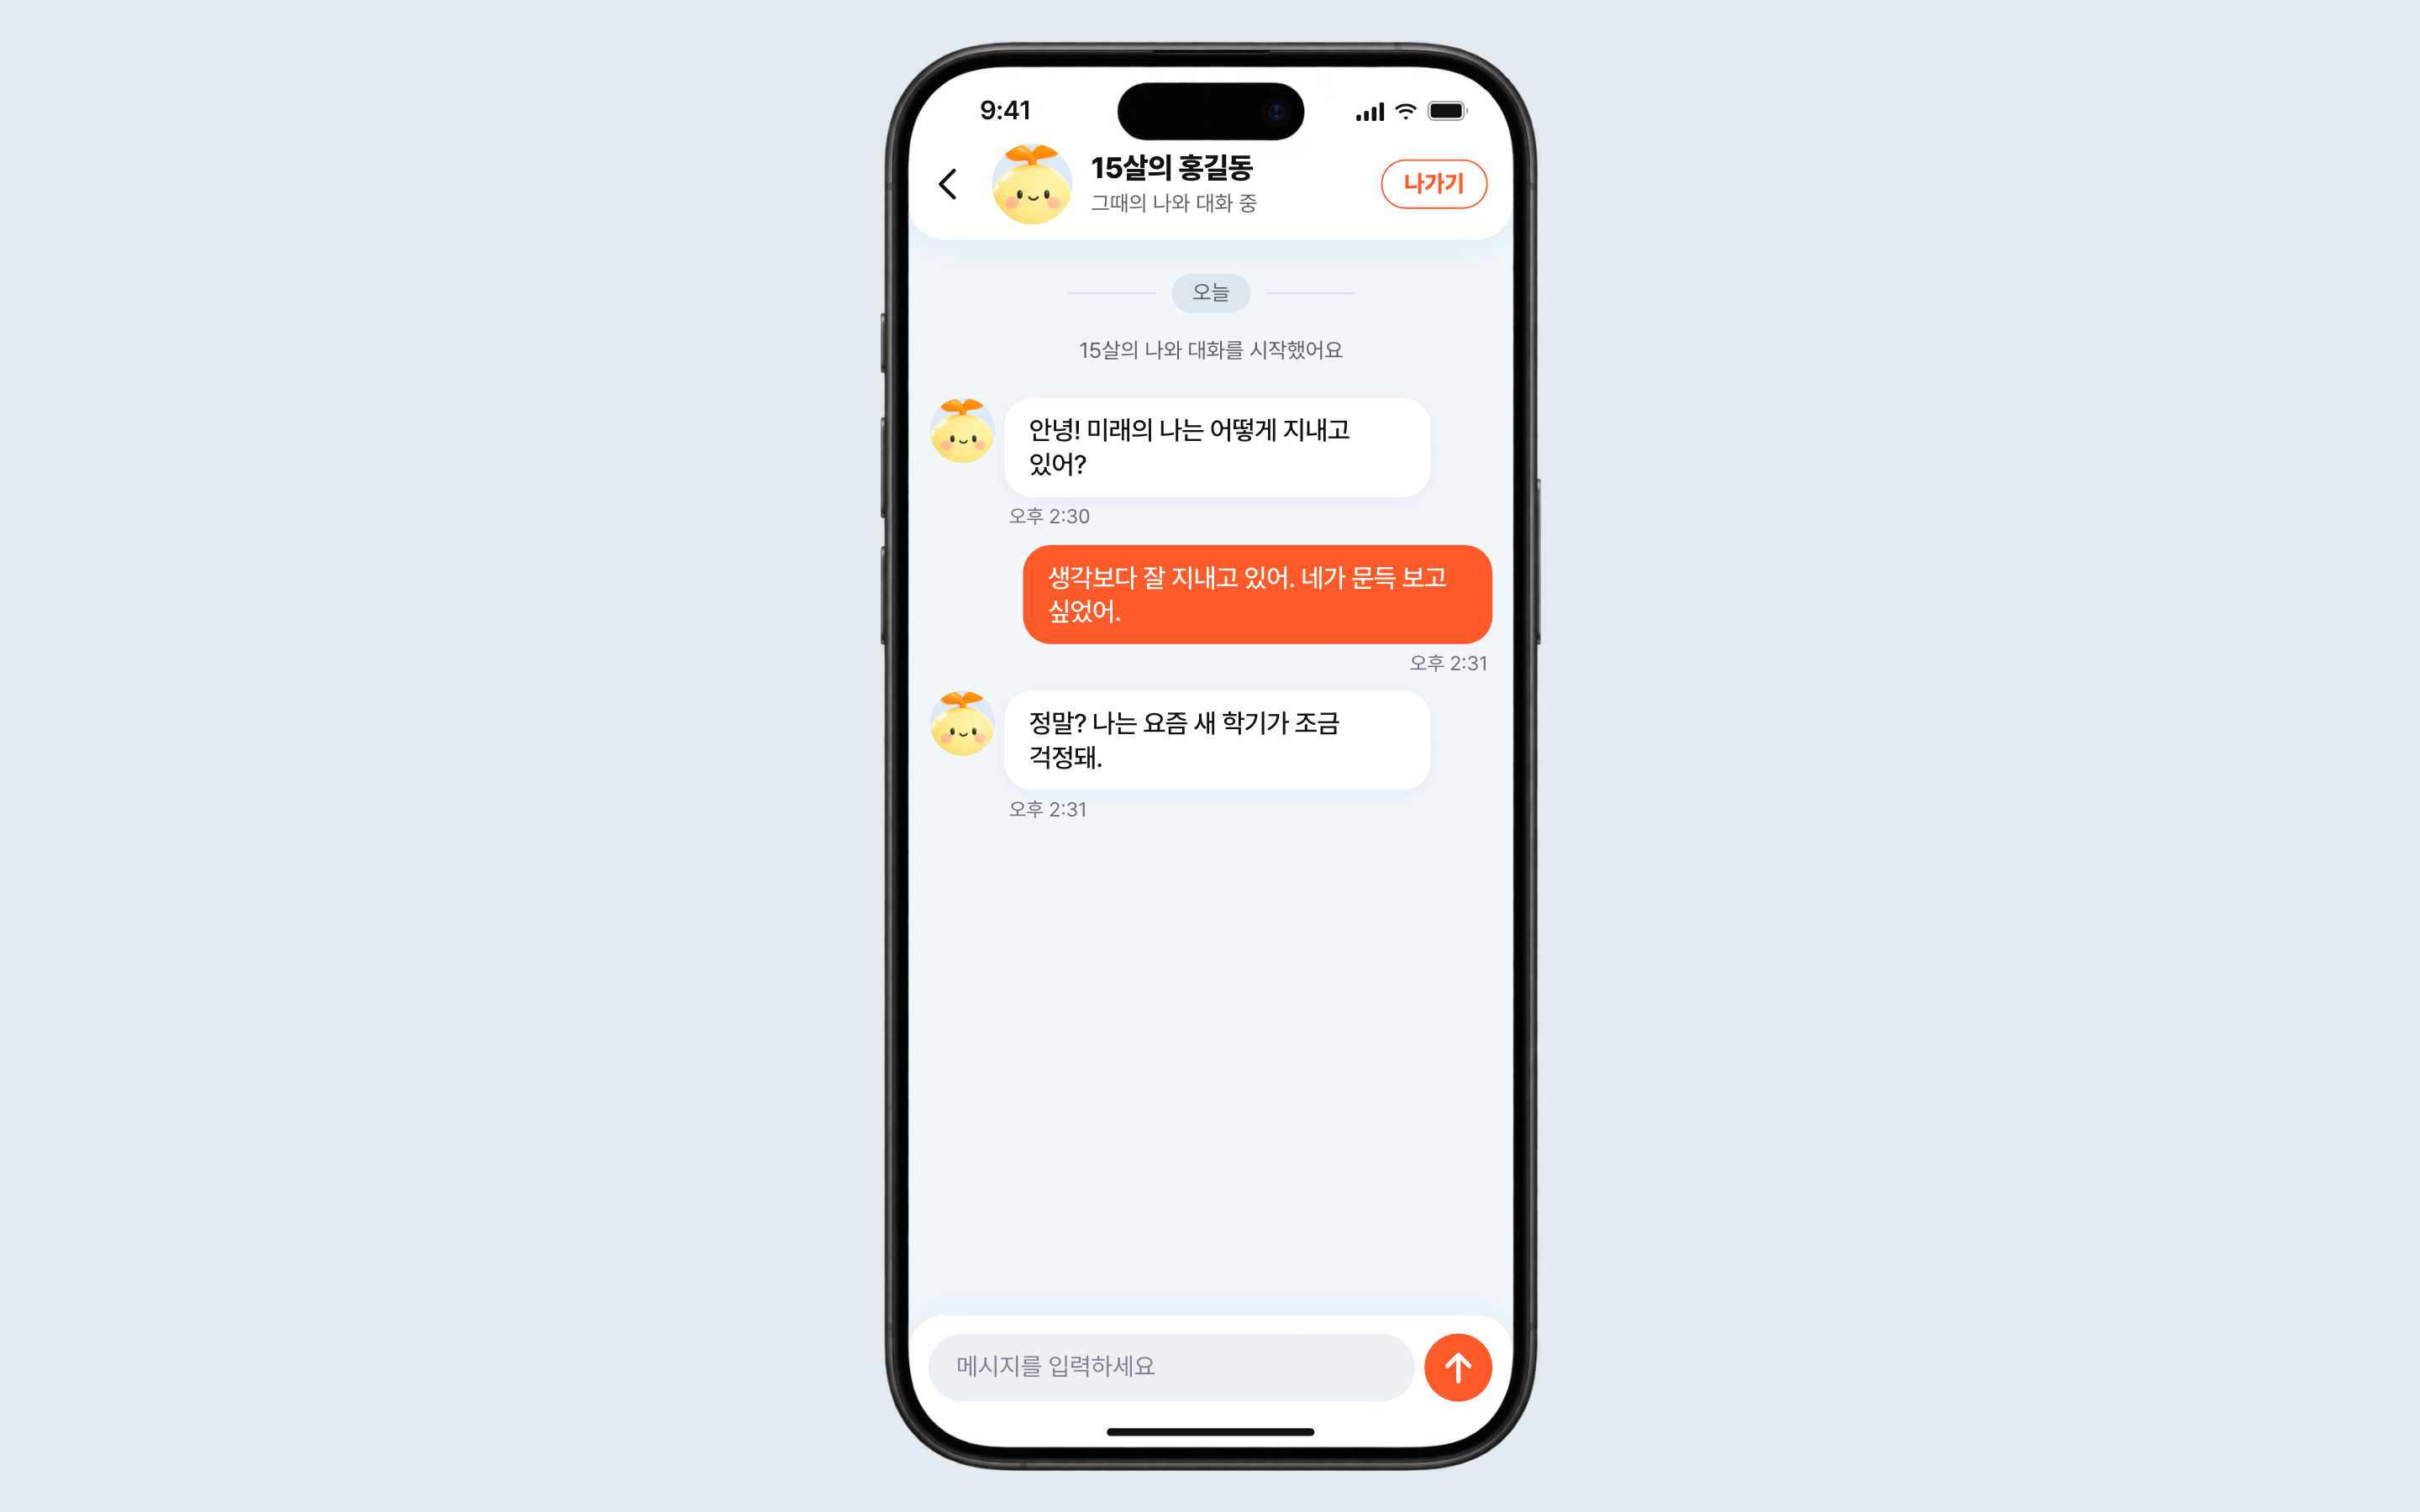 9:41
15살의 홍길동
그때의 나와 대화 중
나가기
오늘
15살의 나와 대화를 시작했어요
안녕! 미래의 나는 어떻게 지내고
있어?
오후 2:30
생각보다 잘 지내고 있어. 네가 문득 보고
싶었어.
오후 2:31
정말? 나는 요즘 새 학기가 조금
걱정돼.
오후 2:31
메시지를 입력하세요